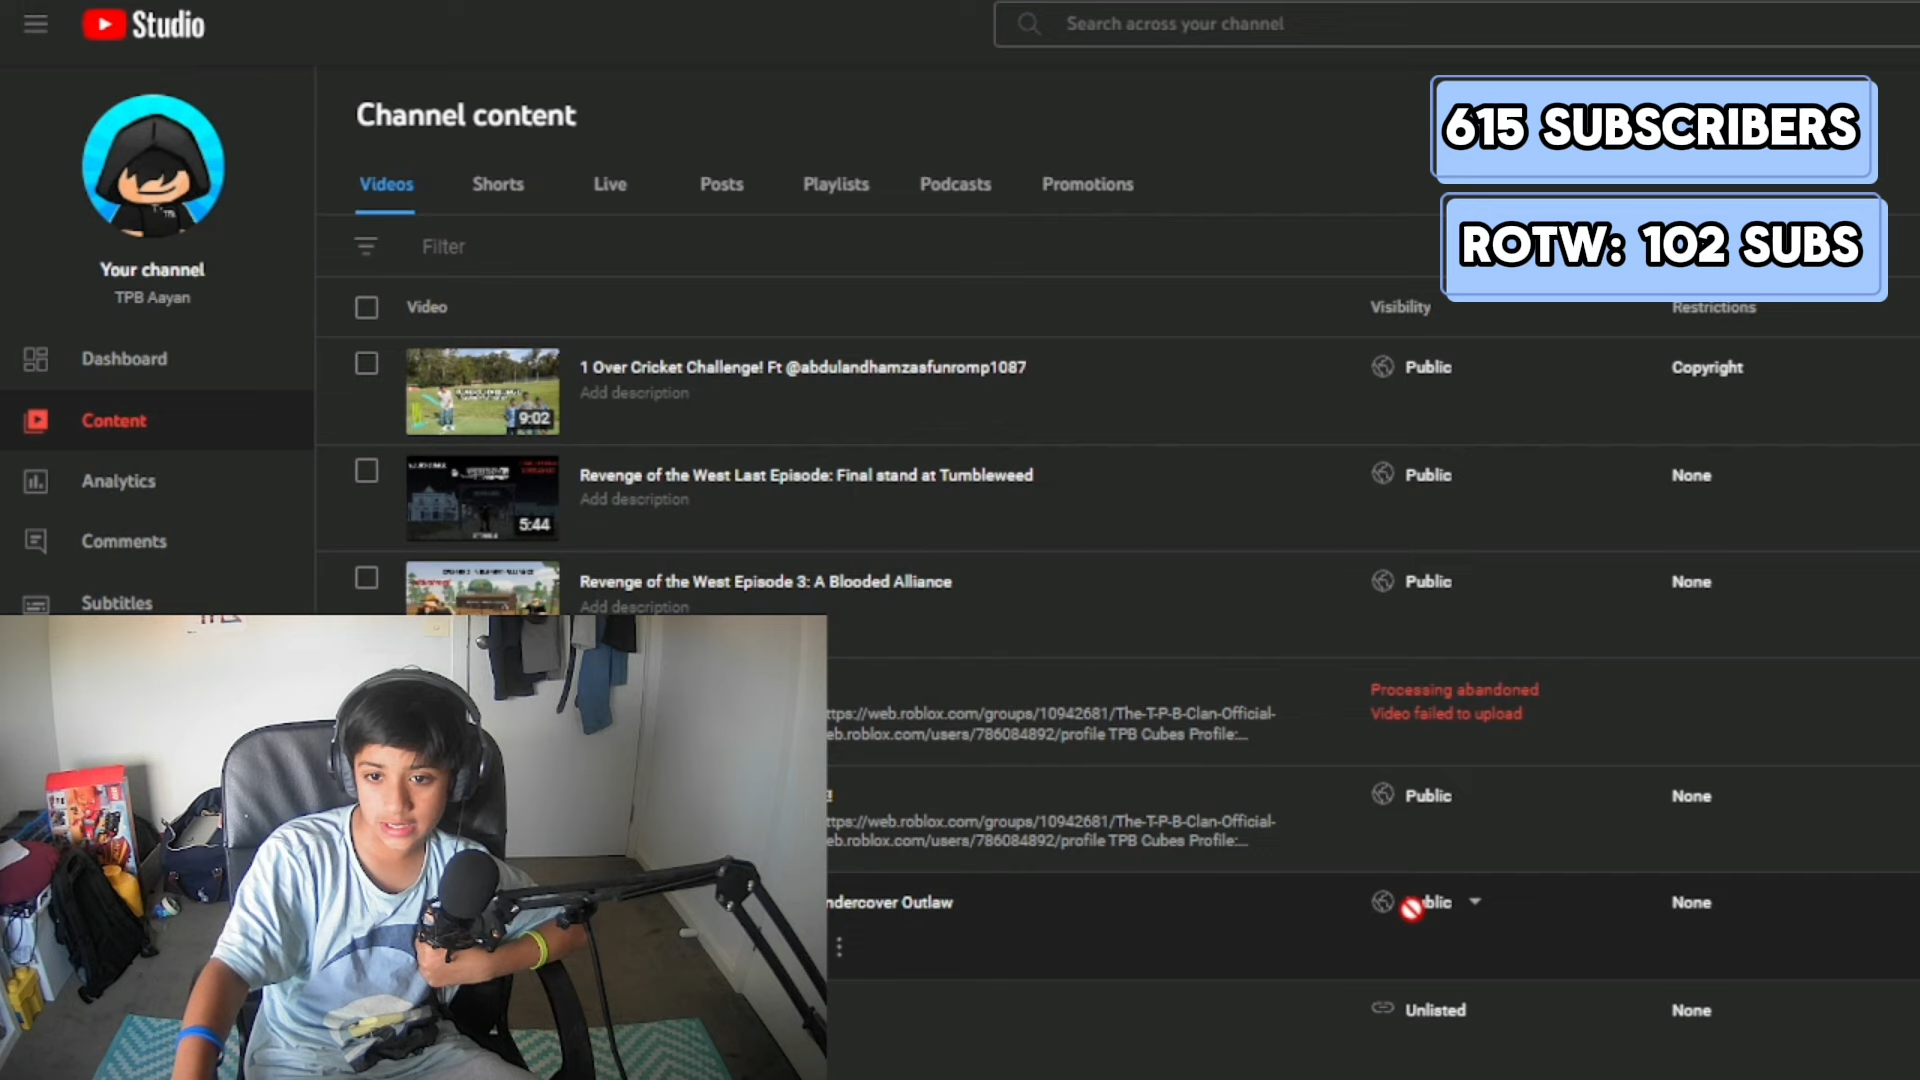 Studio
Search across your channel
615 SUBSCRIBERS
ROTW: 102 SUBS
Your channel
TPB Aayan
Dashboard
Content
Analytics
Comments
Subtitles
Channel content
Videos Shorts Live Posts Playlists Podcasts Promotions
Filter
Video Visibility Restrictions
9:02
1 Over Cricket Challenge! Ft @abdulandhamzasfunromp1087 Public Copyright
Add description
Revenge of the West Last Episode: Final stand at Tumbleweed Public None
Add description
5:44
Revenge of the West Episode 3: A Blooded Alliance Public None
Add description
Processing abandoned
ttps://web.roblox.com/groups/10942681/The-T-P-B-Clan-Official- Video failed to upload
eb.roblox.com/users/786084892/profile TPB Cubes Profile:...
Public None
ttps://web.roblox.com/groups/10942681/The-T-P-B-Clan-Official-
eb.roblox.com/users/786084892/profile TPB Cubes Profile:...
ndercover Outlaw Public None
Unlisted None